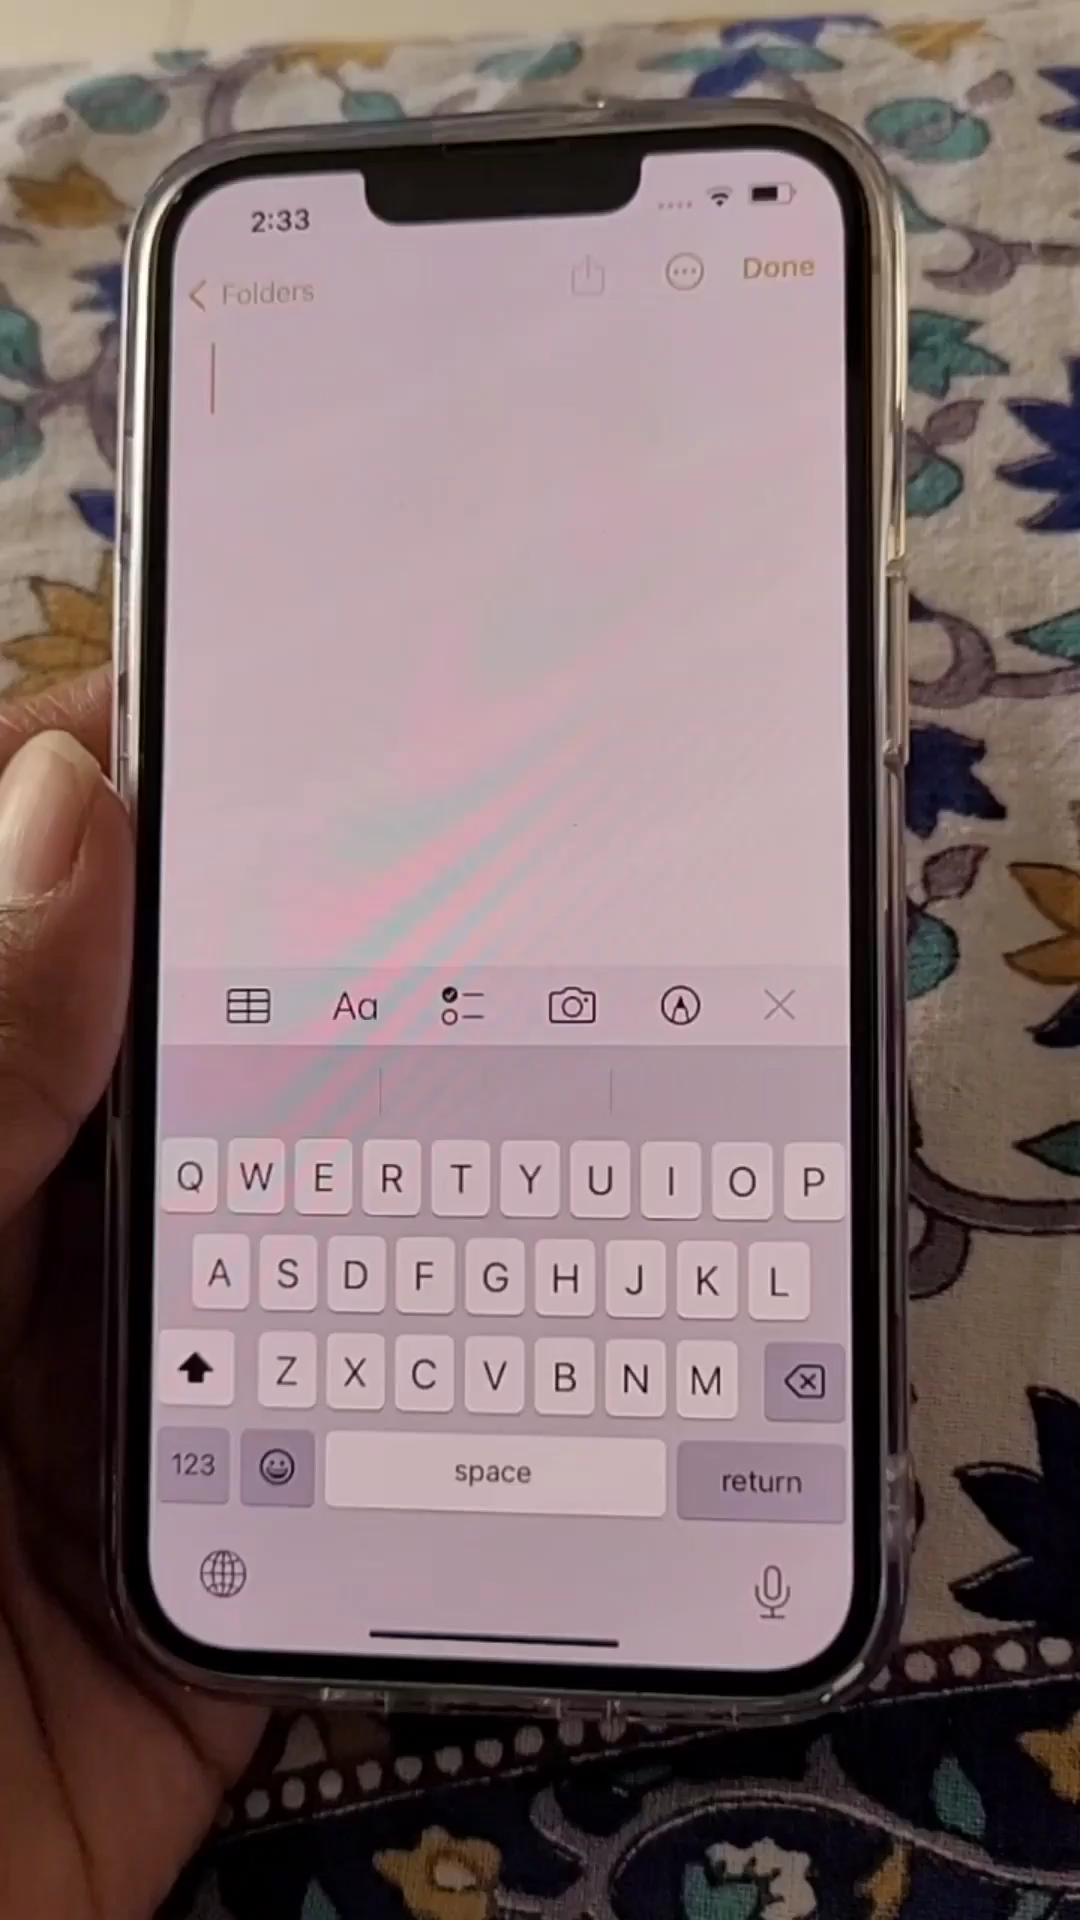 2:33
Folders
Done
Aa
Q W E R T Y U I O P
A S D F G H J K L
Z X C V B N M
123
space
return